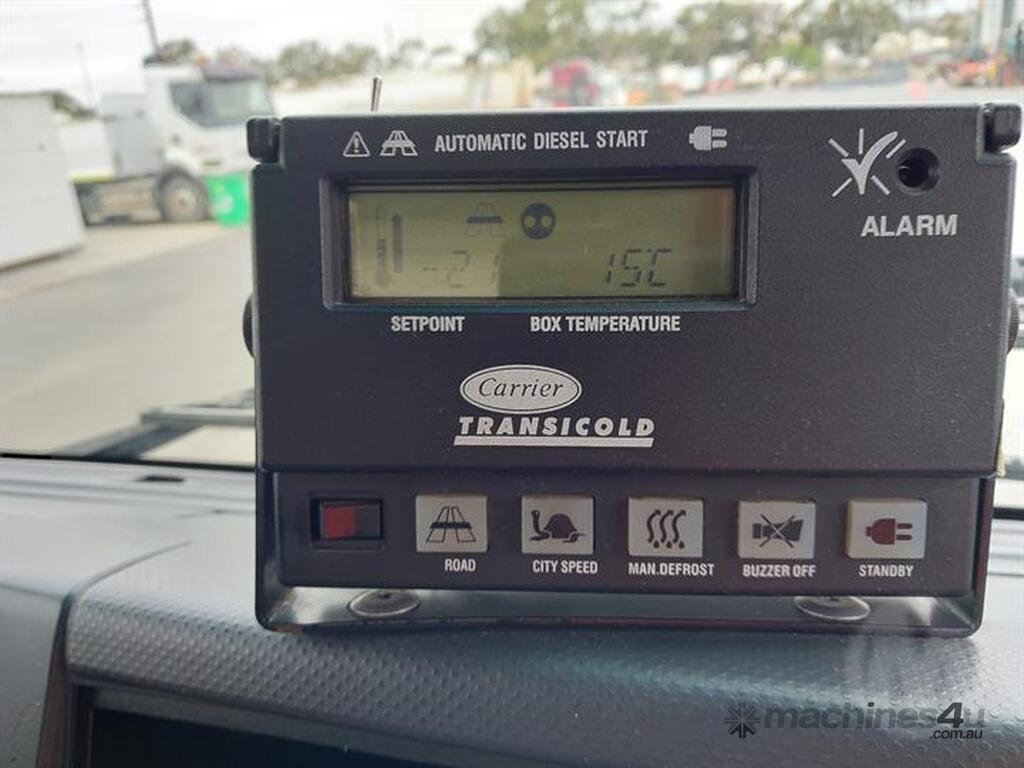 AUTOMATIC DIESEL START
ALARM
-21 15C
SETPOINT BOX TEMPERATURE
Carrier
TRANSICOLD
ROAD CITY SPEED MAN.DEFROST BUZZER OFF STANDBY
machines4u
.com.au